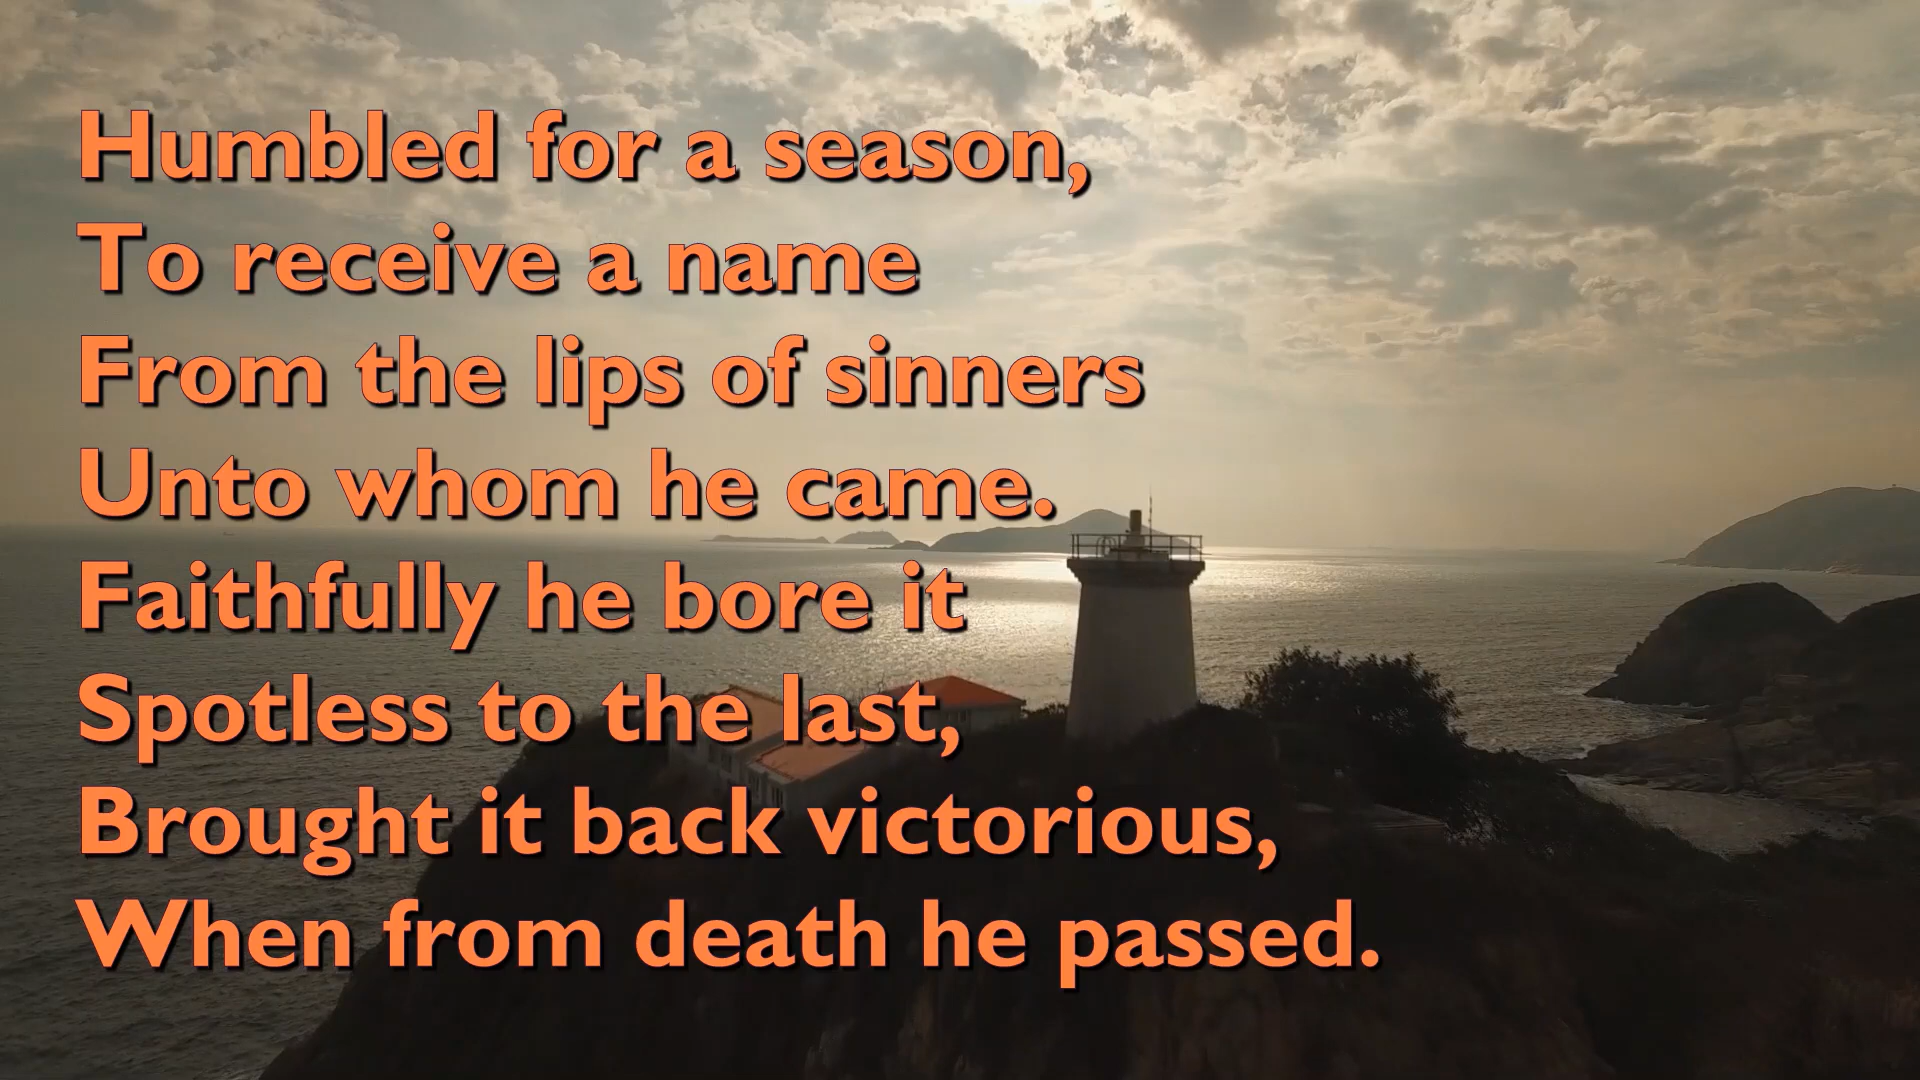 Humbled for a season,
To receive a name
From the lips of sinners
Unto whom he came.
Faithfully he bore it
Spotless to the last,
Brought it back victorious,
When from death he passed.